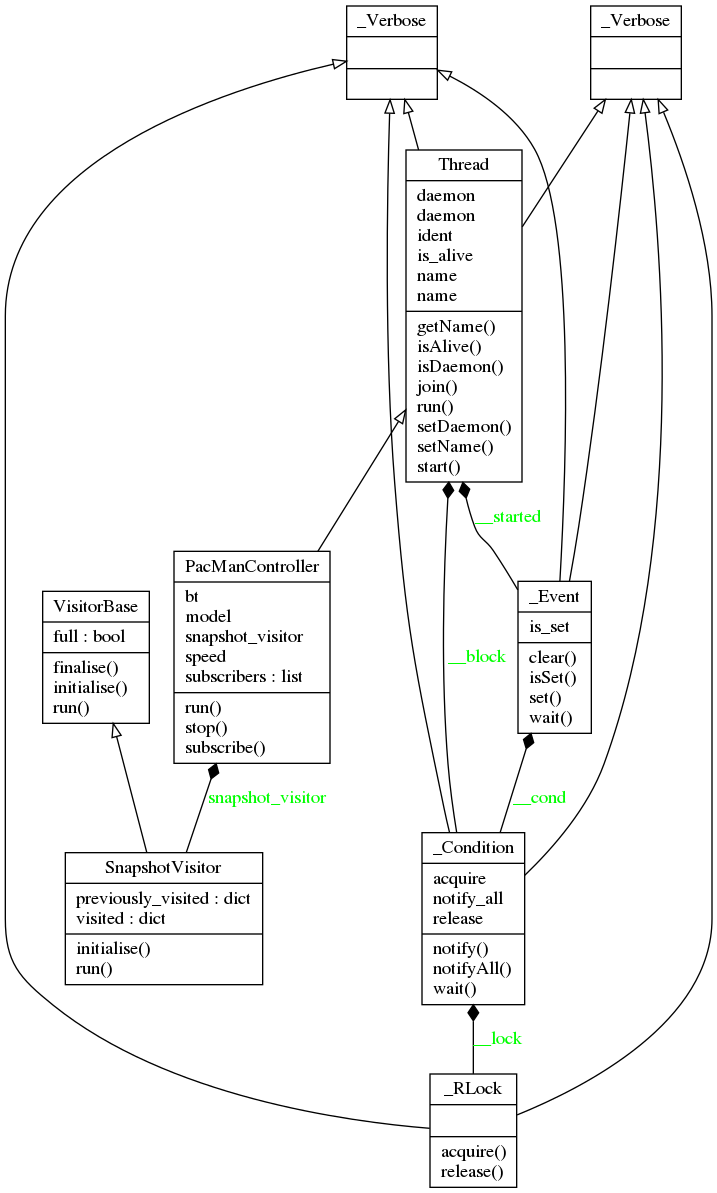 _Verbose
_Verbose
Thread
daemon
daemon
ident
is_alive
name
name
getName()
isAlive()
isDaemon()
join()
run()
setDaemon()
setName()
start()
__started
PacManController
bt
model
snapshot_visitor
speed
subscribers : list
run()
stop()
subscribe()
VisitorBase
full : bool
finalise()
initialise()
run()
_Event
is_set
clear()
isSet()
set()
wait()
__block
snapshot_visitor
__cond
SnapshotVisitor
previously_visited : dict
visited : dict
initialise()
run()
_Condition
acquire
notify_all
release
notify()
notifyAll()
wait()
__lock
_RLock
acquire()
release()